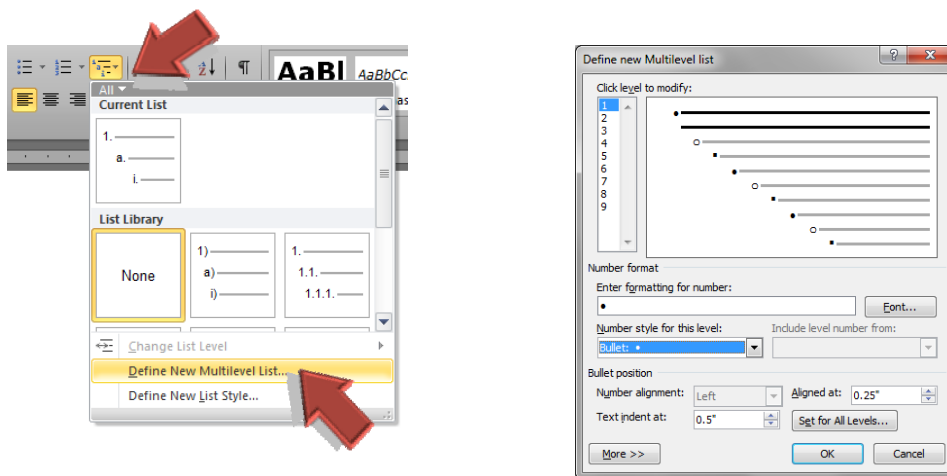 AaBl AaBbCc
All
Current List
1.
a.
i.
List Library
None
1)
a)
i)
1.
1.1.
1.1.1.
Change List Level
Define New Multilevel List...
Define New List Style...
Define new Multilevel list
Click level to modify:
1
2
3
4
5
6
7
8
9
Number format
Enter formatting for number:
Font...
Number style for this level:
Include level number from:
Bullet: •
Bullet position
Number alignment:
Left
Aligned at:
0.25"
Text indent at:
0.5"
Set for All Levels...
More >>
OK
Cancel